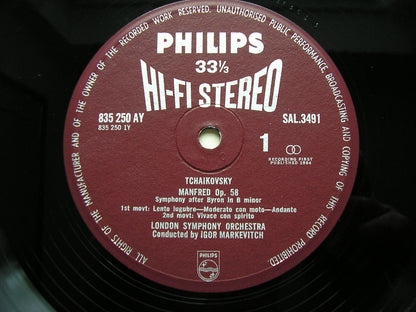 ALL RIGHTS OF THE MANUFACTURER AND OF THE OWNER OF THE RECORDED WORK RESERVED. UNAUTHORISED PUBLIC PERFORMANCE, BROADCASTING AND COPYING OF THIS RECORD PROHIBITED.
PHILIPS
33⅓
HI-FI STEREO
835 250 AY
835 250 1Y
SAL.3491
1
RECORDING FIRST
PUBLISHED 1964
TCHAIKOVSKY
MANFRED Op. 58
Symphony after Byron in B minor
1st movt: Lento lugubre—Moderato con moto—Andante
2nd movt: Vivace con spirito
LONDON SYMPHONY ORCHESTRA
Conducted by IGOR MARKEVITCH
PHILIPS